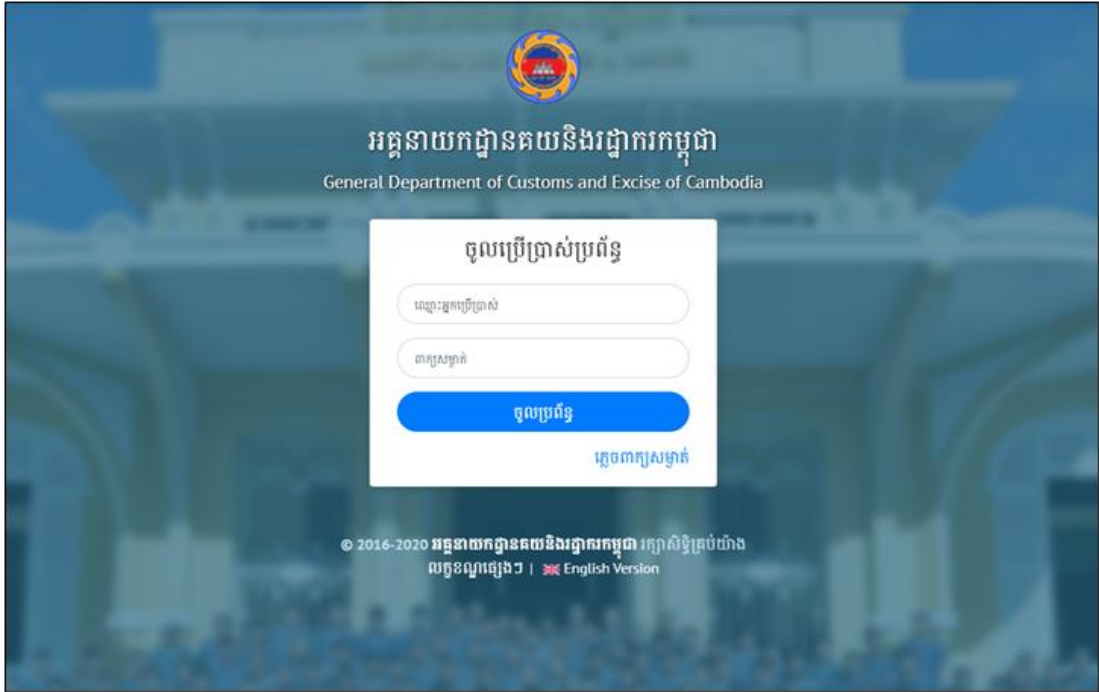 អគ្គនាយកដ្ឋានគយនិងរដ្ឋាករកម្ពុជា
General Department of Customs and Excise of Cambodia
ចូលប្រើប្រាស់ប្រព័ន្ធ
ឈ្មោះអ្នកប្រើប្រាស់
ពាក្យសម្ងាត់
ចូលប្រព័ន្ធ
ភ្លេចពាក្យសម្ងាត់
© 2016-2020 អគ្គនាយកដ្ឋានគយនិងរដ្ឋាករកម្ពុជា រក្សាសិទ្ធិគ្រប់យ៉ាង
លក្ខខណ្ឌផ្សេងៗ | English Version